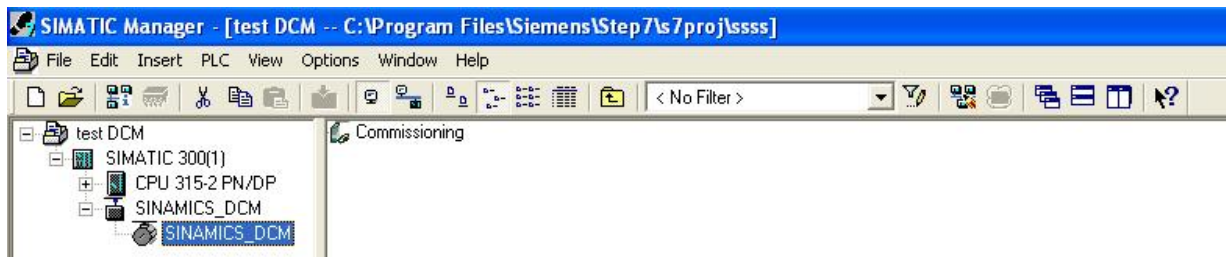 SIMATIC Manager - [test DCM -- C:\Program Files\Siemens\Step7\s7proj\ssss]
File Edit Insert PLC View Options Window Help
< No Filter >
test DCM
Commissioning
SIMATIC 300(1)
CPU 315-2 PN/DP
SINAMICS_DCM
SINAMICS_DCM